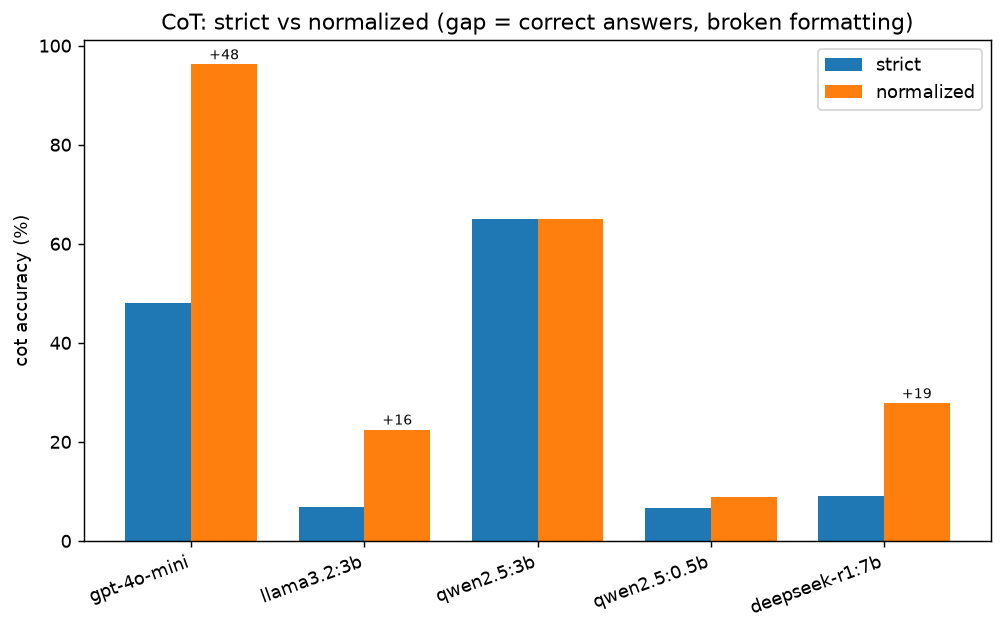 CoT: strict vs normalized (gap = correct answers, broken formatting)
strict
normalized
+48
+16
+19
cot accuracy (%)
100
80
60
40
20
0
gpt-4o-mini
llama3.2:3b
qwen2.5:3b
qwen2.5:0.5b
deepseek-r1:7b